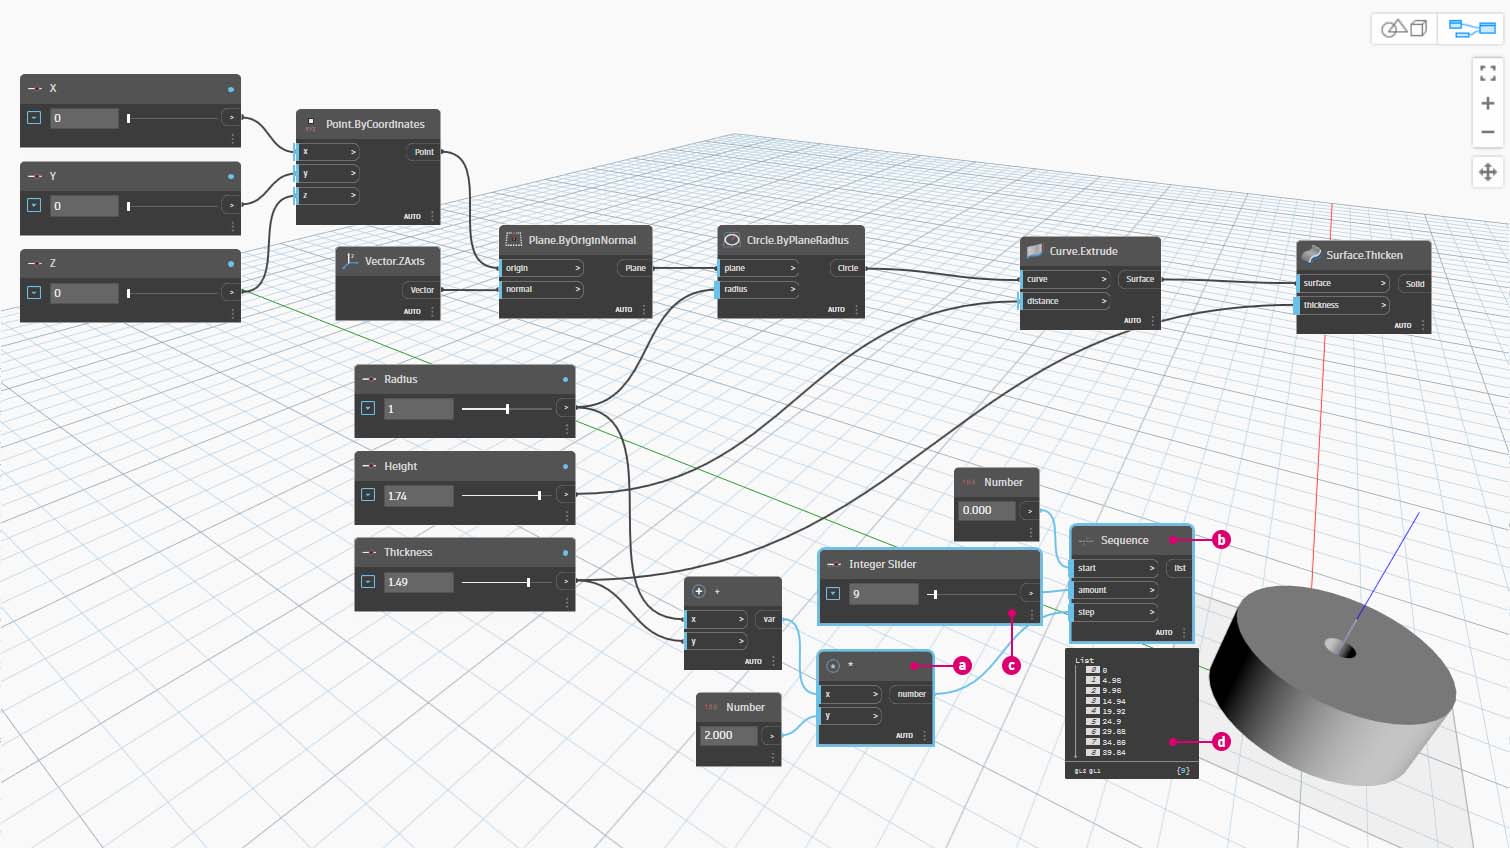 X
0
>
Y
0
>
Z
0
>
Point.ByCoordinates
x >
y >
z >
Point
AUTO
Vector.ZAxis
Vector
AUTO
Plane.ByOriginNormal
origin >
normal >
Plane
AUTO
Circle.ByPlaneRadius
plane >
radius >
Circle
AUTO
Curve.Extrude
curve >
distance >
Surface
AUTO
Surface.Thicken
surface >
thickness >
Solid
AUTO
Radius
1
>
Height
1.74
>
Thickness
1.49
>
+
x >
y >
var
AUTO
Number
2.000
>
*
x >
y >
number
AUTO
a
Integer Slider
9
>
c
Number
0.000
>
Sequence
start >
amount >
step >
list
AUTO
b
List
0 0
1 4.98
2 9.96
3 14.94
4 19.92
5 24.9
6 29.88
7 34.86
8 39.84
@L2 @L1 {9}
d